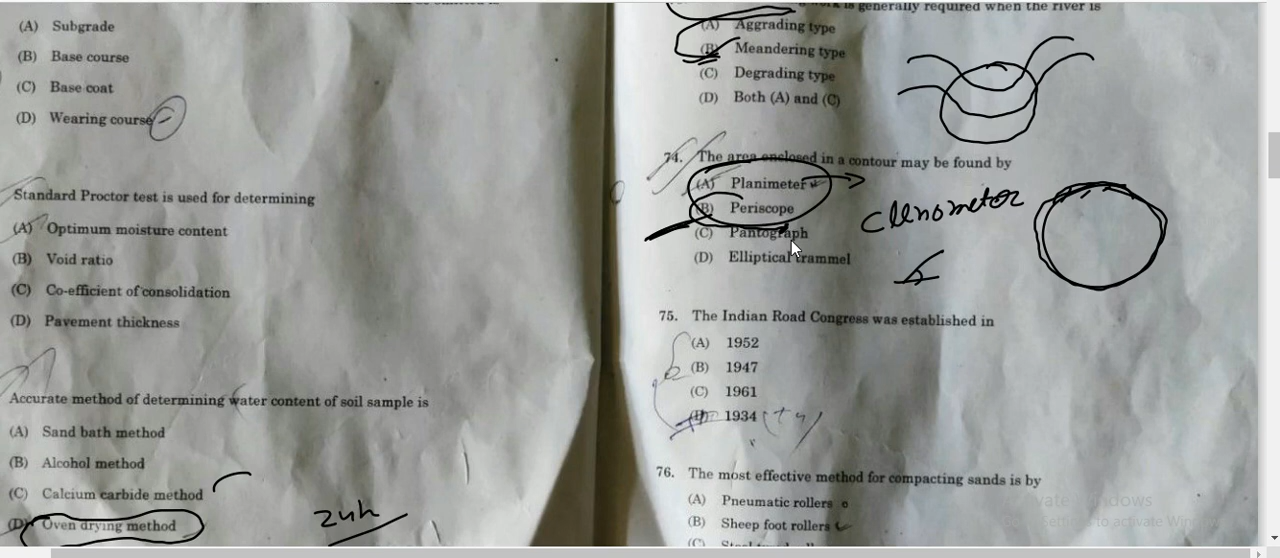 (A) Subgrade
(B) Base course
(C) Base coat
(D) Wearing course
Standard Proctor test is used for determining
(A) Optimum moisture content
(B) Void ratio
(C) Co-efficient of consolidation
(D) Pavement thickness
Accurate method of determining water content of soil sample is
(A) Sand bath method
(B) Alcohol method
(C) Calcium carbide method
(D) Oven drying method
24h
is generally required when the river is
(A) Aggrading type
(B) Meandering type
(C) Degrading type
(D) Both (A) and (C)
74. The area enclosed in a contour may be found by
(A) Planimeter
(B) Periscope
(C) Pantograph
(D) Elliptical trammel
Clenometer
75. The Indian Road Congress was established in
(A) 1952
(B) 1947
(C) 1961
(D) 1934
76. The most effective method for compacting sands is by
(A) Pneumatic rollers
(B) Sheep foot rollers
(C)